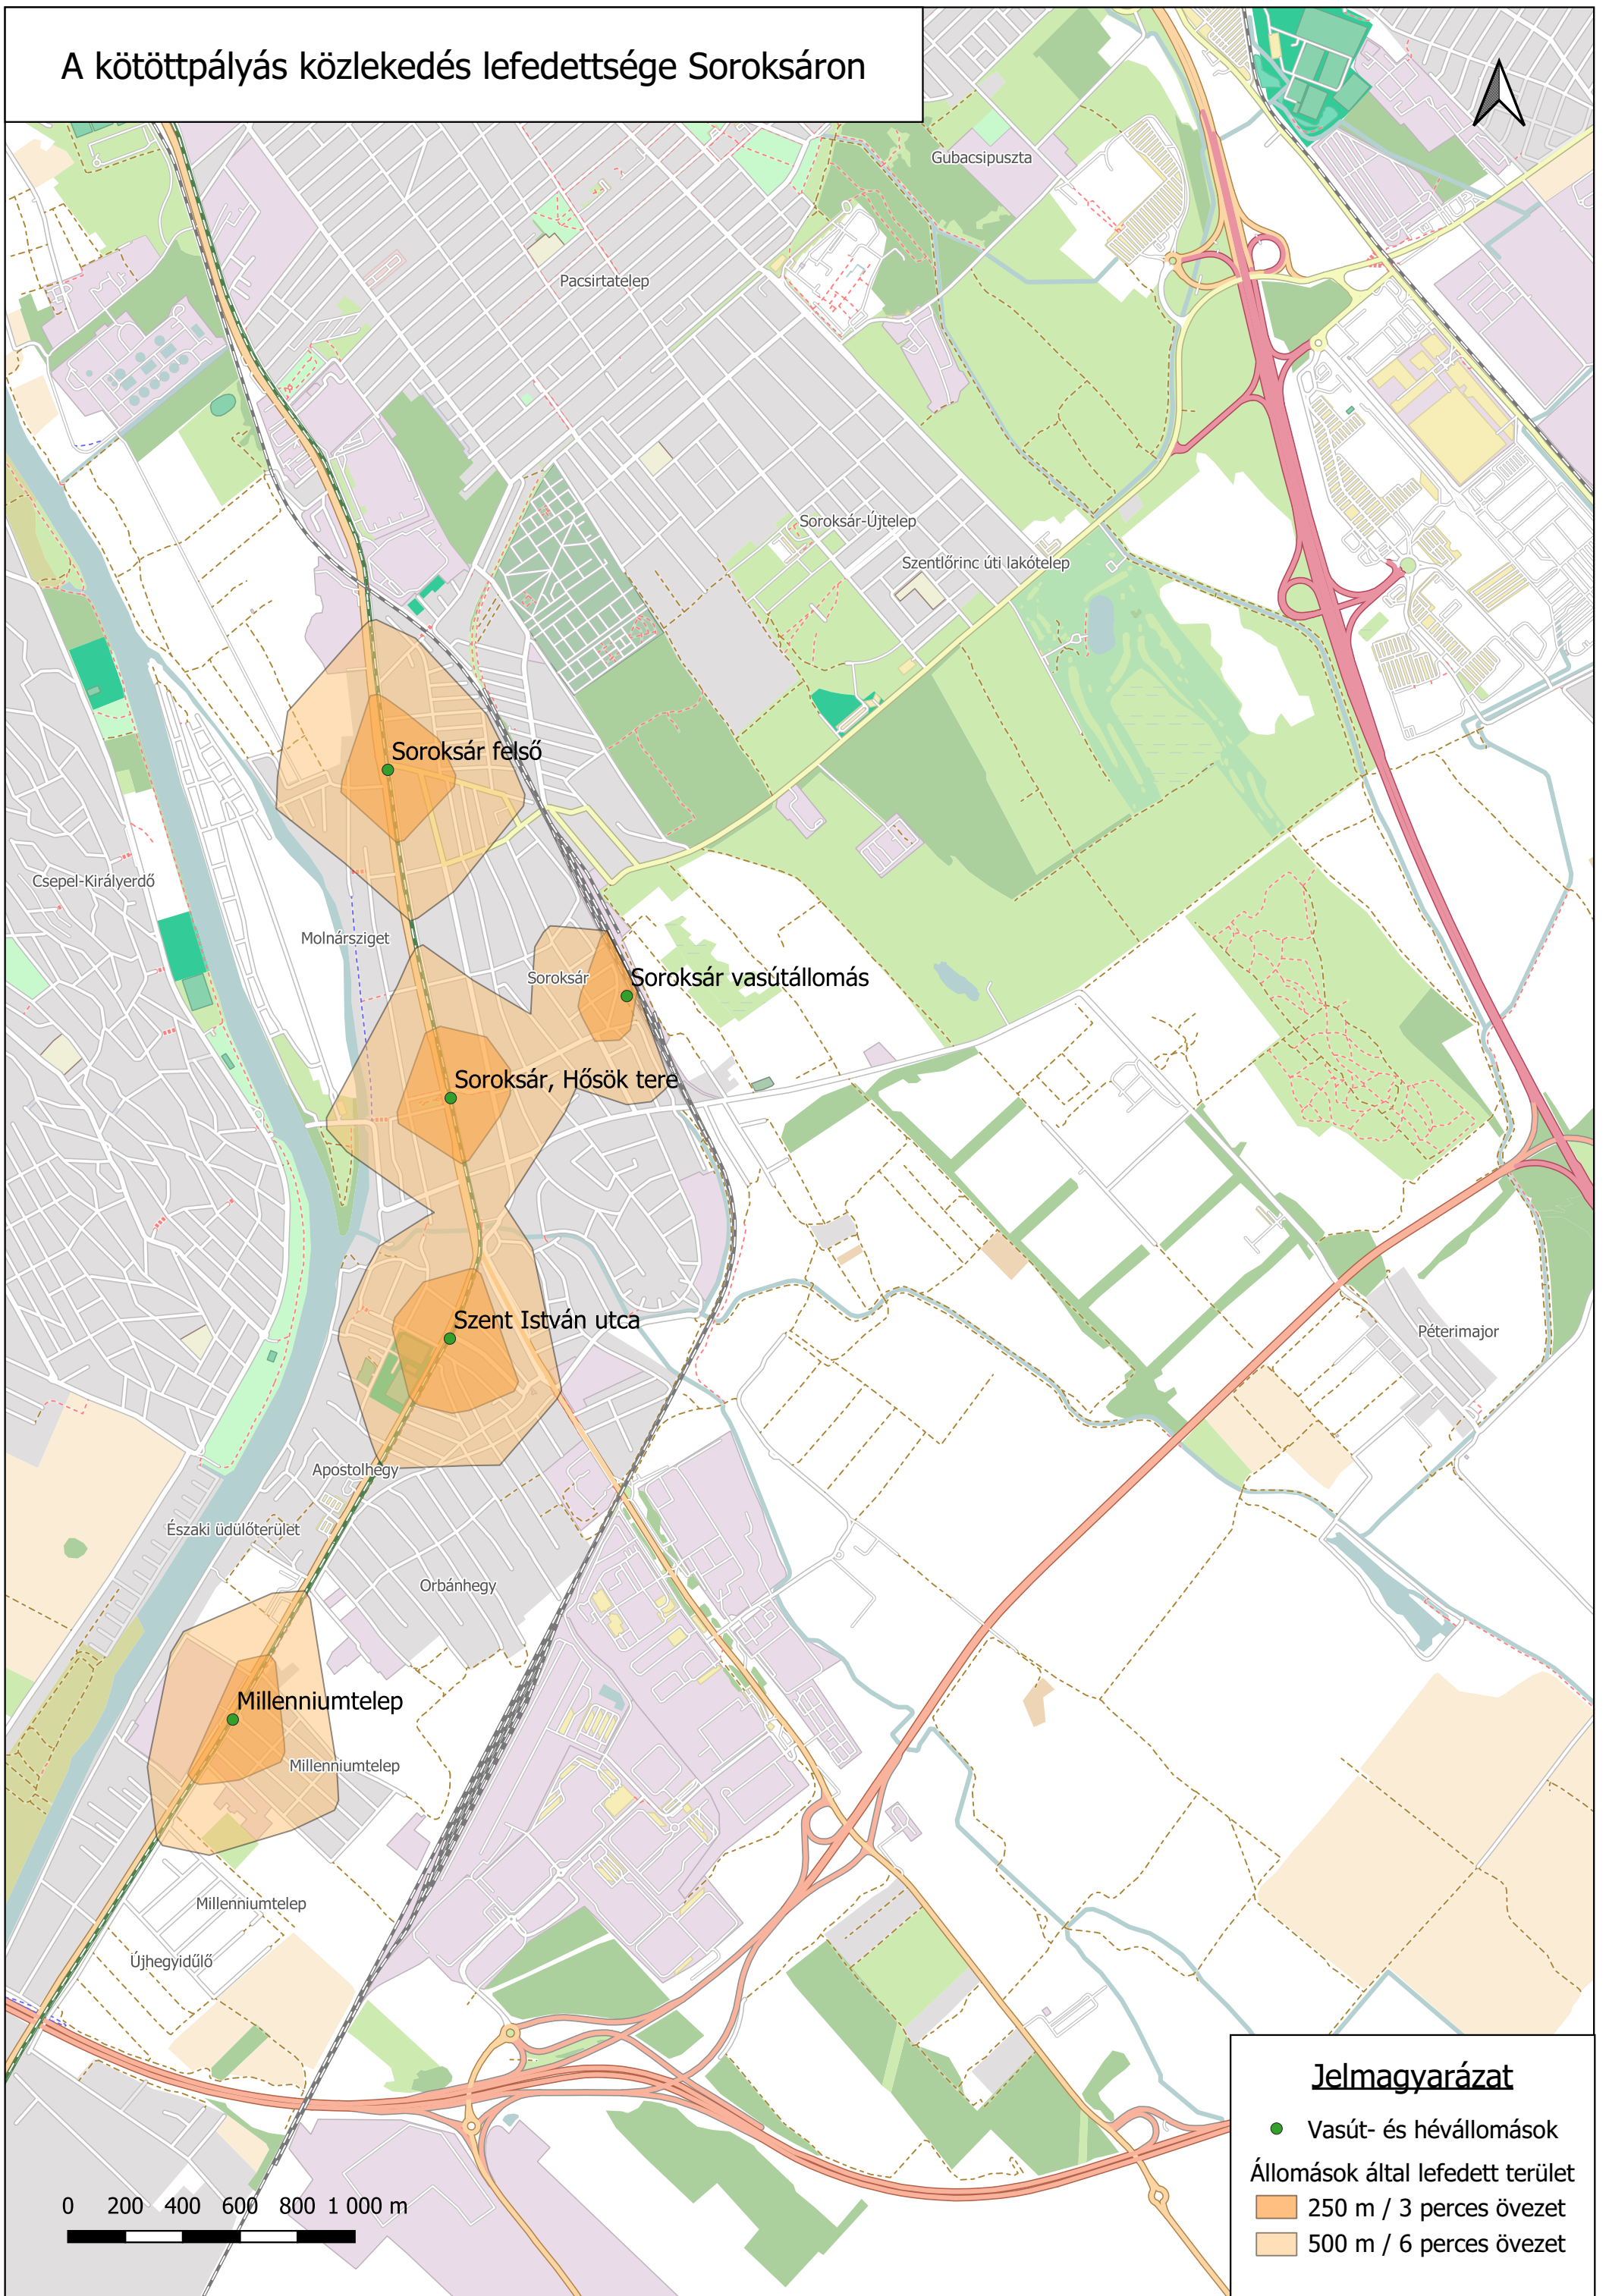 A kötöttpályás közlekedés lefedettsége Soroksáron
Gubacsipuszta
Pacsirtatelep
Soroksár-Újtelep
Szentlőrinc úti lakótelep
Soroksár felső
Csepel-Királyerdő
Molnársziget
Soroksár
Soroksár vasútállomás
Soroksár, Hősök tere
Szent István utca
Péterimajor
Apostolhegy
Északi üdülőterület
Orbánhegy
Millenniumtelep
Millenniumtelep
Millenniumtelep
Újhegyidűlő
Jelmagyarázat
Vasút- és hévállomások
Állomások által lefedett terület
250 m / 3 perces övezet
500 m / 6 perces övezet
0 200 400 600 800 1 000 m